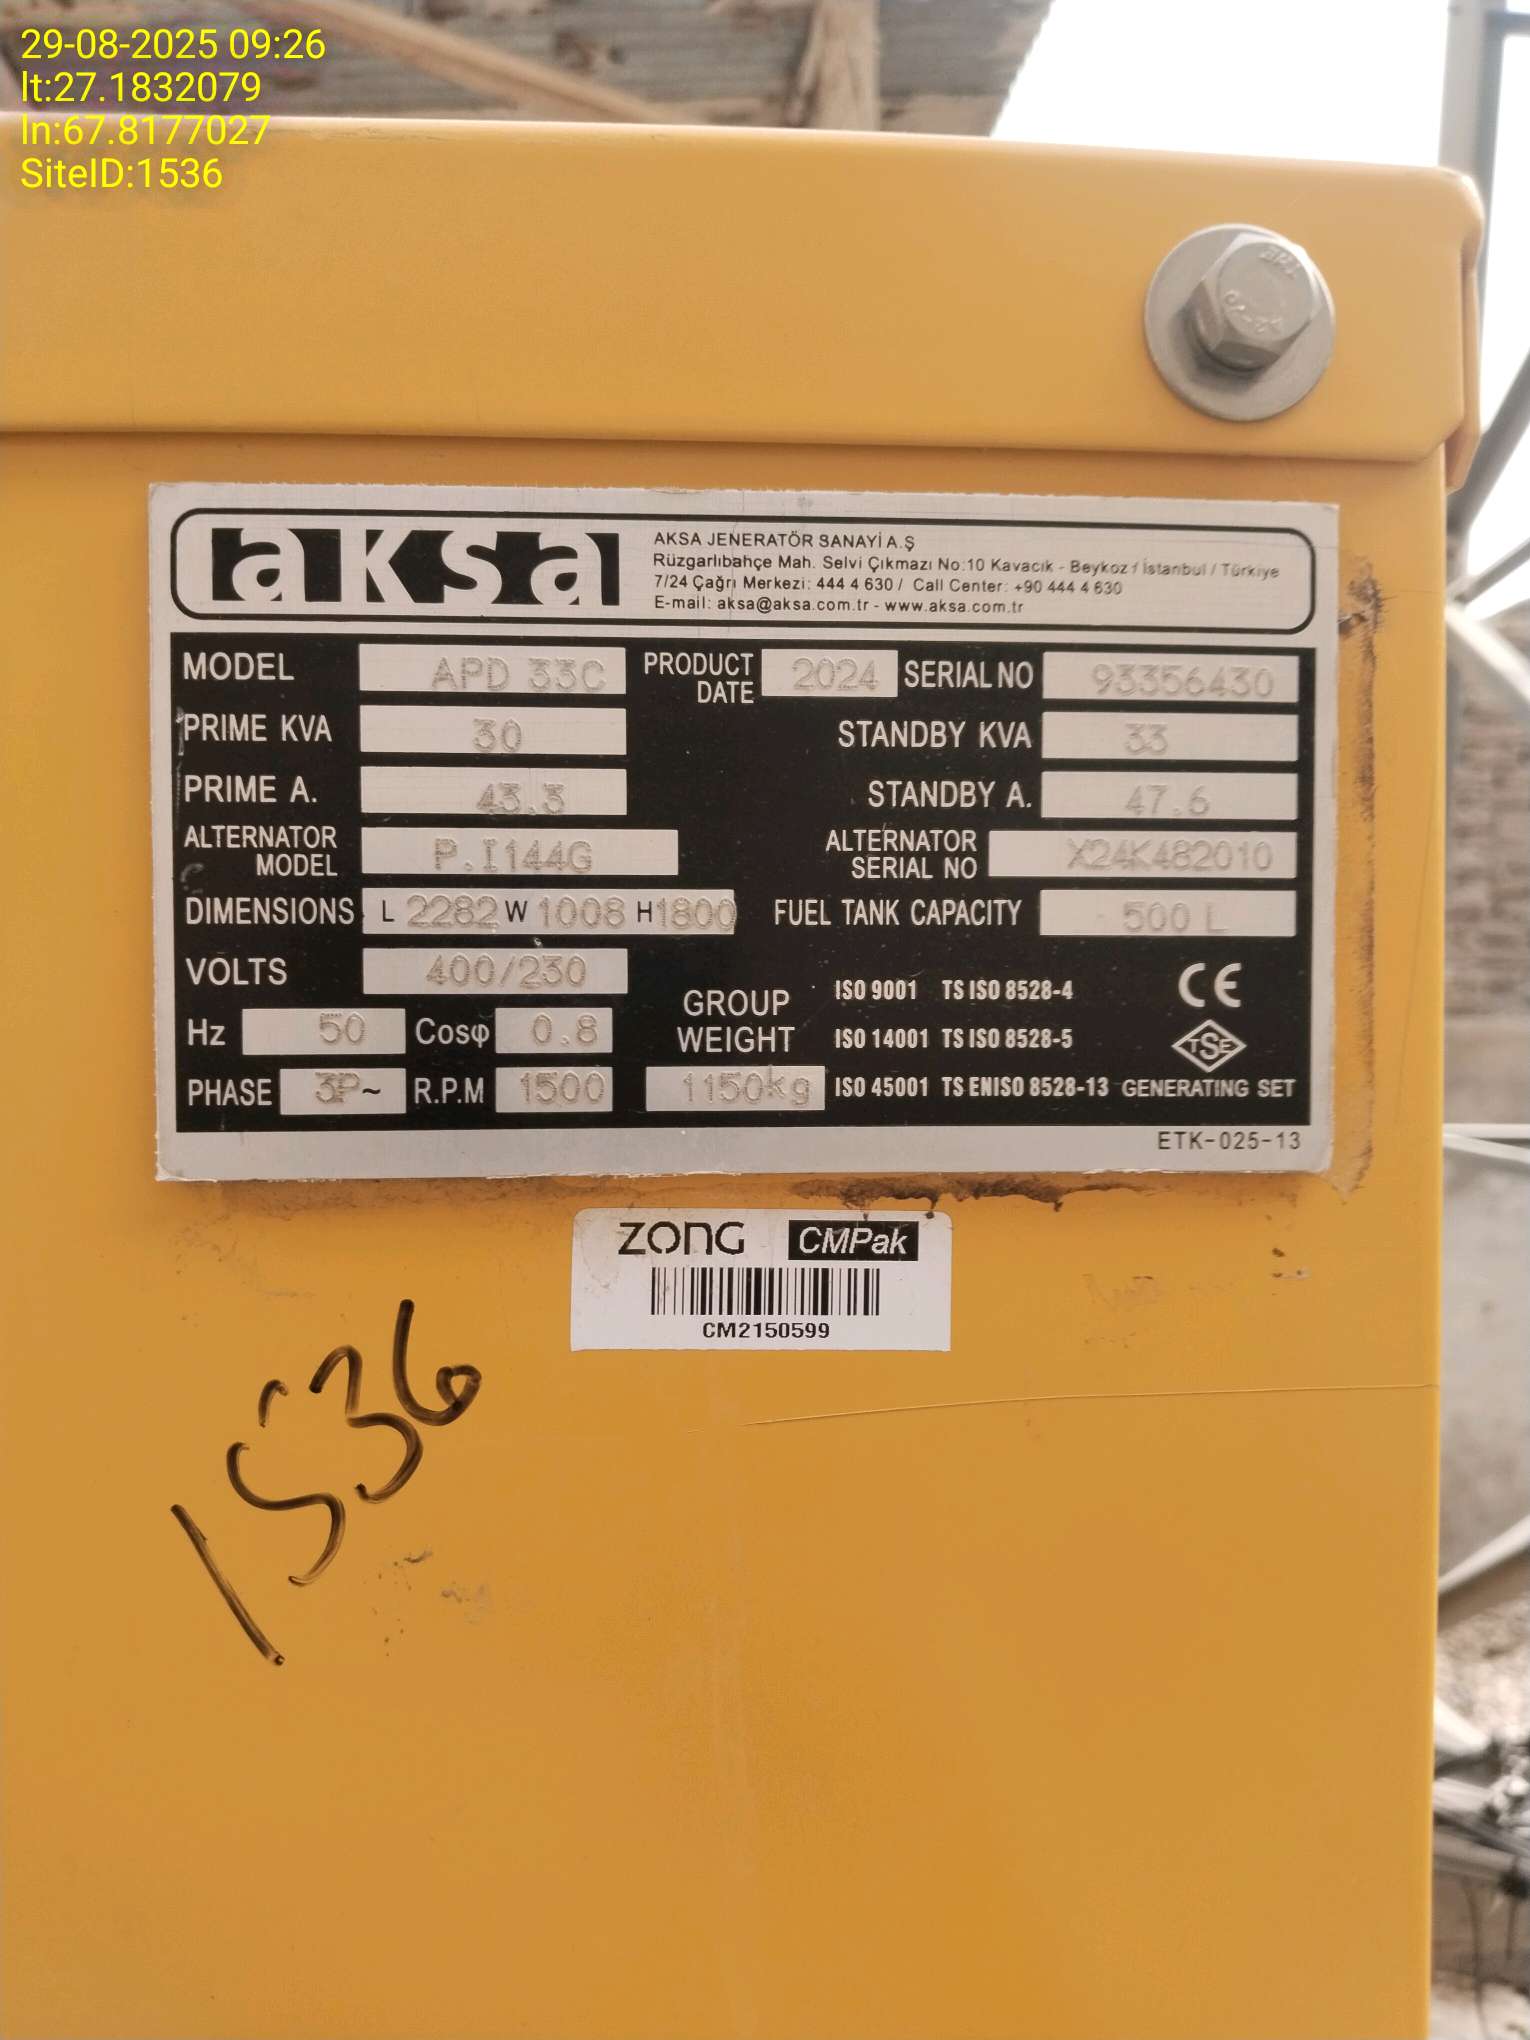 29-08-2025 09:26
lt:27.1832079
ln:67.8177027
SiteID:1536
aksa
AKSA JENERATÖR SANAYİ A.Ş
Rüzgarlıbahçe Mah. Selvi Çıkmazı No:10 Kavacık - Beykoz / İstanbul / Türkiye
7/24 Çağrı Merkezi: 444 4 630 / Call Center: +90 444 4 630
E-mail: aksa@aksa.com.tr - www.aksa.com.tr
MODEL APD 33C PRODUCT DATE 2024 SERIAL NO 93356430
PRIME KVA 30 STANDBY KVA 33
PRIME A. 43.3 STANDBY A. 47.6
ALTERNATOR MODEL P.I144G ALTERNATOR SERIAL NO X24K482010
DIMENSIONS L 2282 W 1008 H 1800 FUEL TANK CAPACITY 500 L
VOLTS 400/230
Hz 50 Cosφ 0.8
PHASE 3P~ R.P.M 1500
GROUP WEIGHT 1150kg
ISO 9001 TS ISO 8528-4
ISO 14001 TS ISO 8528-5
ISO 45001 TS EN ISO 8528-13
CE
TSE
GENERATING SET
ETK-025-13
ZONG CMPak
CM2150599
1536